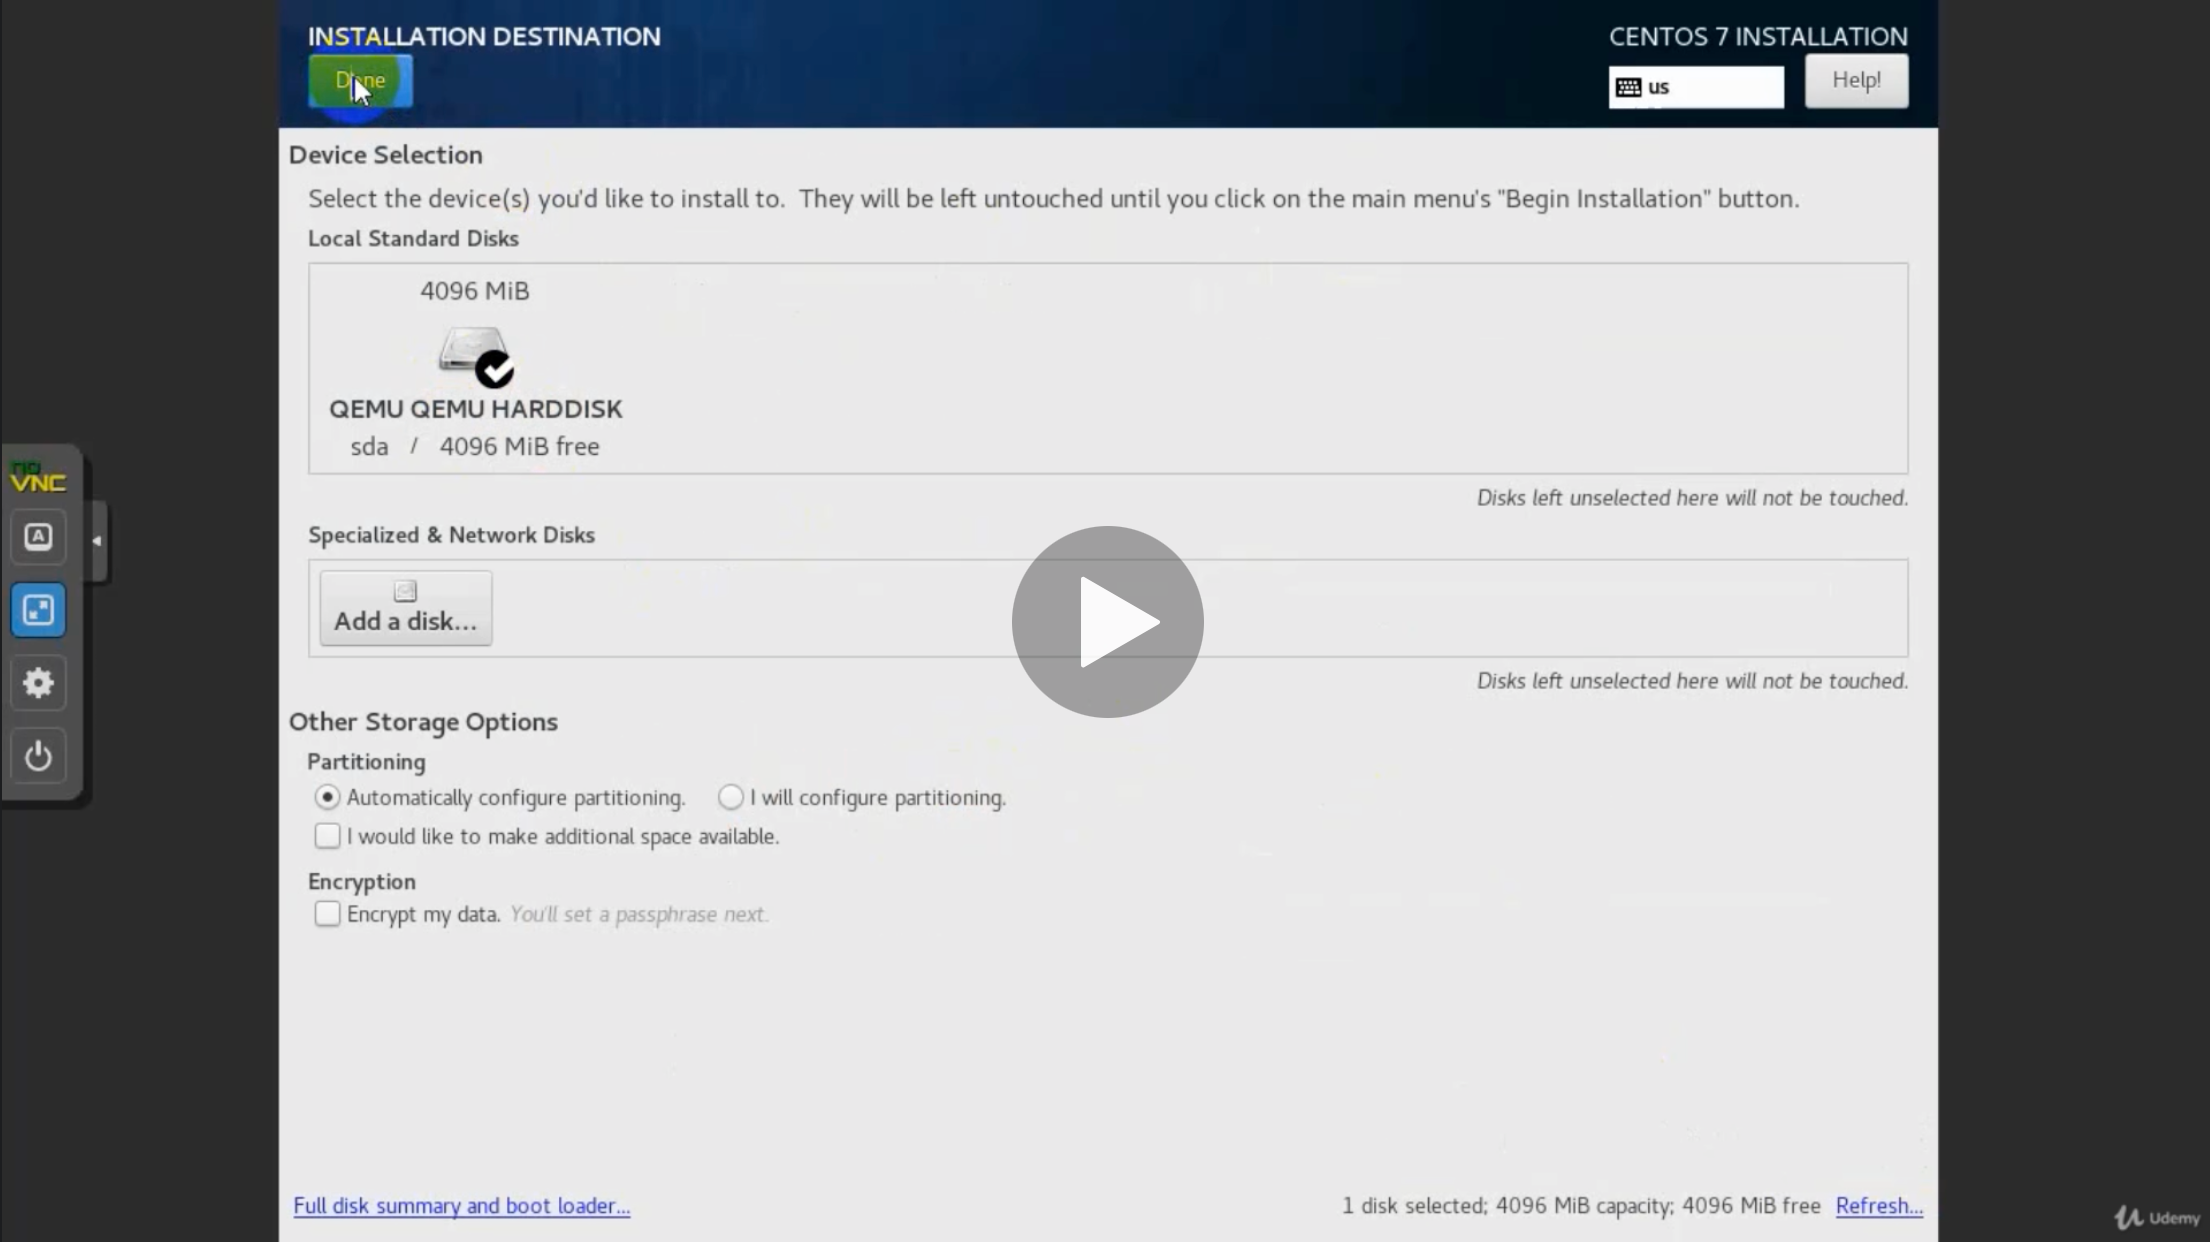 INSTALLATION DESTINATION
CENTOS 7 INSTALLATION
Done
us
Help!
Device Selection
Select the device(s) you'd like to install to. They will be left untouched until you click on the main menu's "Begin Installation" button.
Local Standard Disks
4096 MiB
QEMU QEMU HARDDISK
sda / 4096 MiB free
Disks left unselected here will not be touched.
noVNC
A
Specialized & Network Disks
Add a disk...
Disks left unselected here will not be touched.
Other Storage Options
Partitioning
Automatically configure partitioning. I will configure partitioning.
I would like to make additional space available.
Encryption
Encrypt my data. You'll set a passphrase next.
Full disk summary and boot loader...
1 disk selected; 4096 MiB capacity; 4096 MiB free Refresh...
Udemy